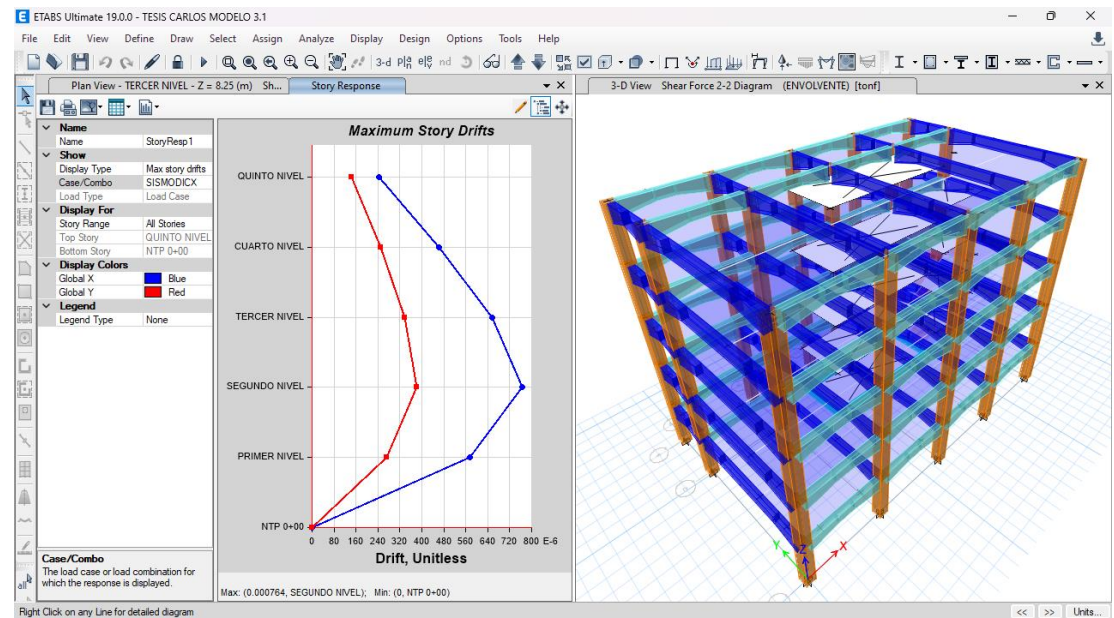 ETABS Ultimate 19.0.0 - TESIS CARLOS MODELO 3.1
File Edit View Define Draw Select Assign Analyze Display Design Options Tools Help
3-d
nd
Plan View - TERCER NIVEL - Z = 8.25 (m) Sh...
Story Response
Name
Name StoryResp1
Show
Display Type Max story drifts
Case/Combo SISMODICX
Load Type Load Case
Display For
Story Range All Stories
Top Story QUINTO NIVEL
Bottom Story NTP 0+00
Display Colors
Global X Blue
Global Y Red
Legend
Legend Type None
Case/Combo
The load case or load combination for
which the response is displayed.
all
Maximum Story Drifts
QUINTO NIVEL
CUARTO NIVEL
TERCER NIVEL
SEGUNDO NIVEL
PRIMER NIVEL
NTP 0+00
0 80 160 240 320 400 480 560 640 720 800 E-6
Drift, Unitless
Max: (0.000764, SEGUNDO NIVEL); Min: (0, NTP 0+00)
3-D View Shear Force 2-2 Diagram (ENVOLVENTE) [tonf]
Y Z X
Right Click on any Line for detailed diagram
<< >> Units...